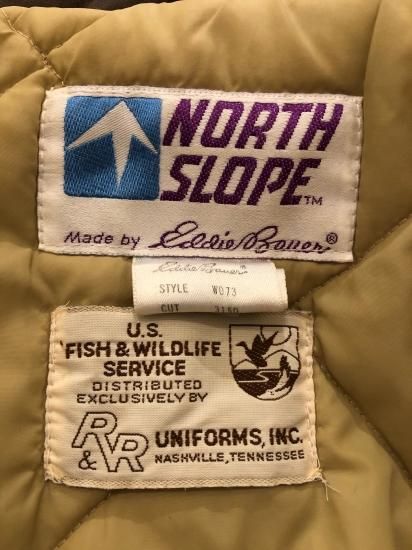 NORTH
SLOPE™
Made by Eddie Bauer®
Eddie Bauer®
STYLE W073
CUT 3150
U.S.
FISH & WILDLIFE
SERVICE
DISTRIBUTED
EXCLUSIVELY BY
R&R UNIFORMS, INC.
NASHVILLE, TENNESSEE